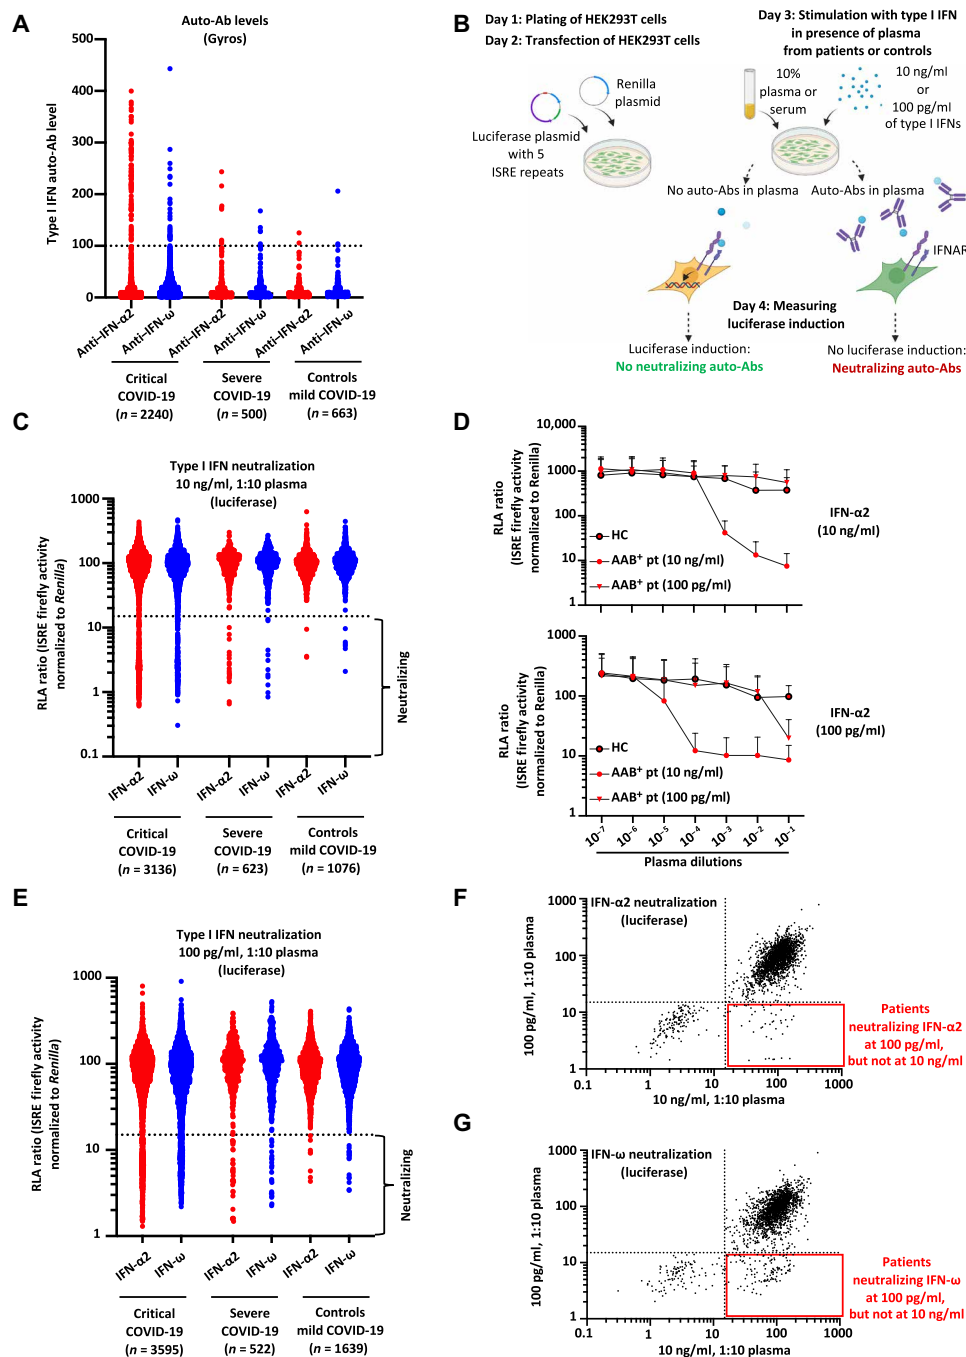 A
Auto-Ab levels
(Gyros)
Type I IFN auto-Ab level
500
400
300
200
100
0
Anti–IFN-α2
Anti–IFN-ω
Anti–IFN-α2
Anti–IFN-ω
Anti–IFN-α2
Anti–IFN-ω
Critical
COVID-19
(n = 2240)
Severe
COVID-19
(n = 500)
Controls
mild COVID-19
(n = 663)
B
Day 1: Plating of HEK293T cells
Day 2: Transfection of HEK293T cells
Day 3: Stimulation with type I IFN
in presence of plasma
from patients or controls
Renilla
plasmid
Luciferase plasmid
with 5
ISRE repeats
10%
plasma or
serum
10 ng/ml
or
100 pg/ml
of type I IFNs
No auto-Abs in plasma
Auto-Abs in plasma
IFNAR
Day 4: Measuring
luciferase induction
Luciferase induction:
No neutralizing auto-Abs
No luciferase induction:
Neutralizing auto-Abs
C
Type I IFN neutralization
10 ng/ml, 1:10 plasma
(luciferase)
RLA ratio (ISRE firefly activity
normalized to Renilla)
1000
100
10
1
0.1
Neutralizing
IFN-α2
IFN-ω
IFN-α2
IFN-ω
IFN-α2
IFN-ω
Critical
COVID-19
(n = 3136)
Severe
COVID-19
(n = 623)
Controls
mild COVID-19
(n = 1076)
D
RLA ratio
(ISRE firefly activity
normalized to Renilla)
10,000
1000
100
10
1
HC
AAB+ pt (10 ng/ml)
AAB+ pt (100 pg/ml)
IFN-α2
(10 ng/ml)
RLA ratio
(ISRE firefly activity
normalized to Renilla)
1000
100
10
1
HC
AAB+ pt (10 ng/ml)
AAB+ pt (100 pg/ml)
IFN-α2
(100 pg/ml)
10−7
10−6
10−5
10−4
10−3
10−2
10−1
Plasma dilutions
E
Type I IFN neutralization
100 pg/ml, 1:10 plasma
(luciferase)
RLA ratio (ISRE firefly activity
normalized to Renilla)
1000
100
10
1
Neutralizing
IFN-α2
IFN-ω
IFN-α2
IFN-ω
IFN-α2
IFN-ω
Critical
COVID-19
(n = 3595)
Severe
COVID-19
(n = 522)
Controls
mild COVID-19
(n = 1639)
F
IFN-α2 neutralization
(luciferase)
100 pg/ml, 1:10 plasma
1000
100
10
1
0.1
1
10
100
1000
10 ng/ml, 1:10 plasma
Patients
neutralizing IFN-α2
at 100 pg/ml,
but not at 10 ng/ml
G
IFN-ω neutralization
(luciferase)
100 pg/ml, 1:10 plasma
1000
100
10
1
0.1
1
10
100
1000
10 ng/ml, 1:10 plasma
Patients
neutralizing IFN-ω
at 100 pg/ml,
but not at 10 ng/ml